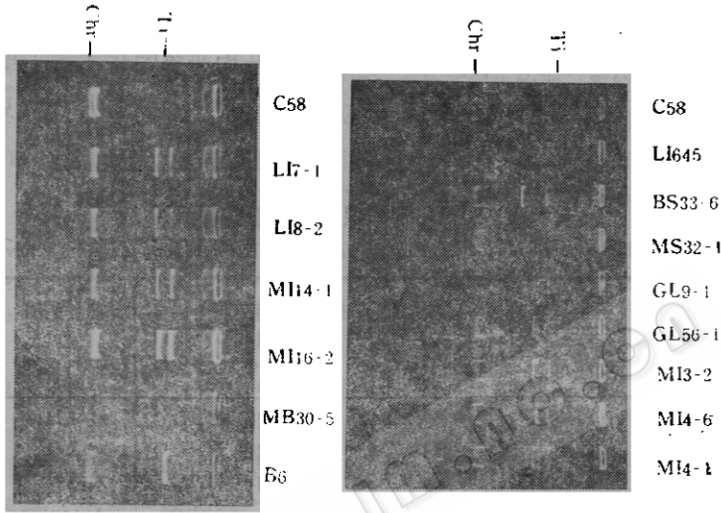 Chr
Ti
C58
LI7-1
LI8-2
MI14-1
MI16-2
MB30-5
B6
Chr
Ti
C58
LI645
BS33-6
MS32-1
GL9-1
GL56-1
MI3-2
MI4-6
MI4-1